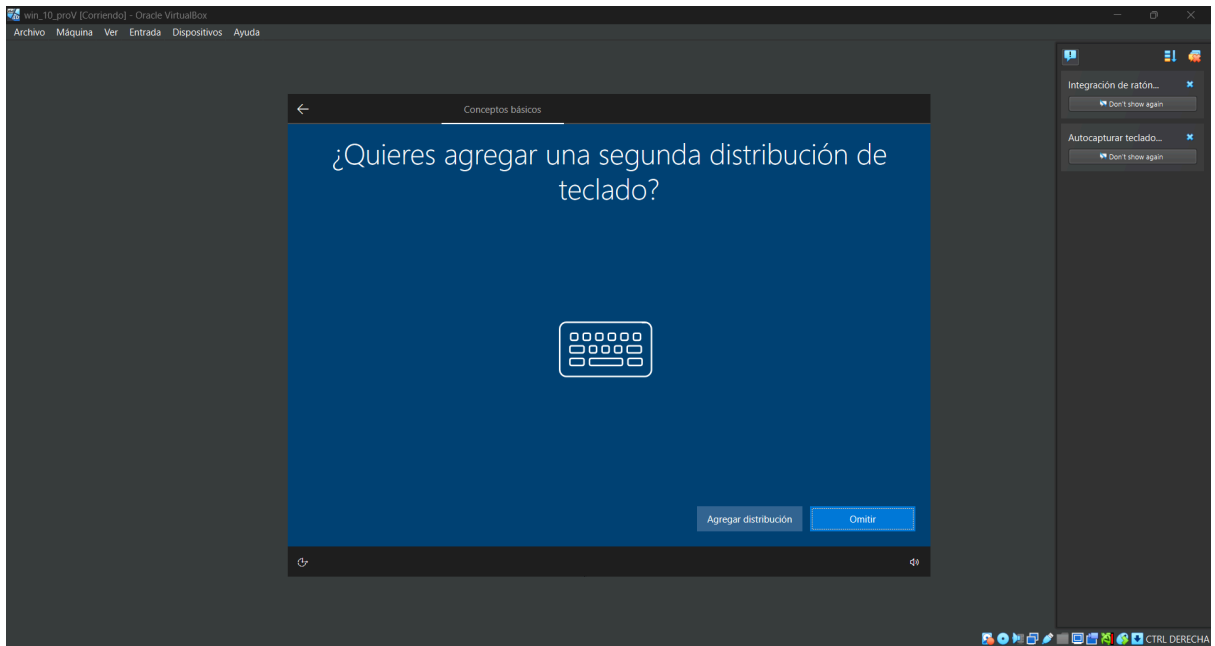 win_10_proV [Corriendo] - Oracle VirtualBox
Archivo Máquina Ver Entrada Dispositivos Ayuda
Integración de ratón...
Don't show again
Autocapturar teclado...
Don't show again
Conceptos básicos
¿Quieres agregar una segunda distribución de
teclado?
Agregar distribución
Omitir
CTRL DERECHA